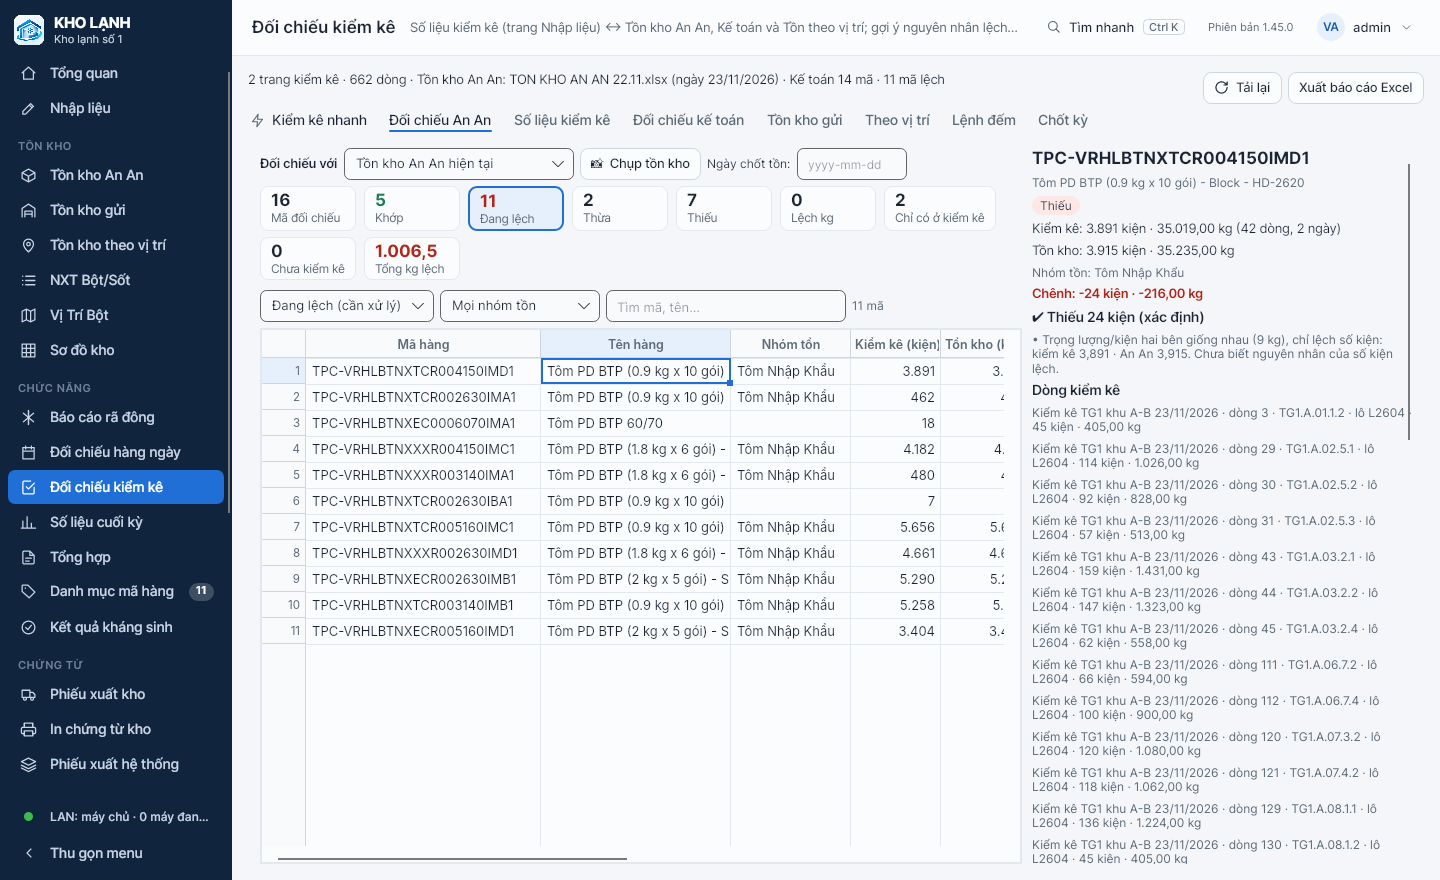 KHO LẠNH
Kho lạnh số 1
Tổng quan
Nhập liệu
TỒN KHO
Tồn kho An An
Tồn kho gửi
Tồn kho theo vị trí
NXT Bột/Sốt
Vị Trí Bột
Sơ đồ kho
CHỨC NĂNG
Báo cáo rã đông
Đối chiếu hàng ngày
Đối chiếu kiểm kê
Số liệu cuối kỳ
Tổng hợp
Danh mục mã hàng 11
Kết quả kháng sinh
CHỨNG TỪ
Phiếu xuất kho
In chứng từ kho
Phiếu xuất hệ thống
LAN: máy chủ · 0 máy đan...
Thu gọn menu
Đối chiếu kiểm kê Số liệu kiểm kê (trang Nhập liệu) ↔ Tồn kho An An, Kế toán và Tồn theo vị trí; gợi ý nguyên nhân lệch...
Tìm nhanh Ctrl K Phiên bản 1.45.0 VA admin
2 trang kiểm kê · 662 dòng · Tồn kho An An: TON KHO AN AN 22.11.xlsx (ngày 23/11/2026) · Kế toán 14 mã · 11 mã lệch
Tải lại Xuất báo cáo Excel
Kiểm kê nhanh Đối chiếu An An Số liệu kiểm kê Đối chiếu kế toán Tồn kho gửi Theo vị trí Lệnh đếm Chốt kỳ
Đối chiếu với Tồn kho An An hiện tại Chụp tồn kho Ngày chốt tồn: yyyy-mm-dd
16 Mã đối chiếu
5 Khớp
11 Đang lệch
2 Thừa
7 Thiếu
0 Lệch kg
2 Chỉ có ở kiểm kê
0 Chưa kiểm kê
1.006,5 Tổng kg lệch
Đang lệch (cần xử lý) Mọi nhóm tồn Tìm mã, tên... 11 mã
Mã hàng Tên hàng Nhóm tồn Kiểm kê (kiện) Tồn kho (k
1 TPC-VRHLBTNXTCR004150IMD1 Tôm PD BTP (0.9 kg x 10 gói) Tôm Nhập Khẩu 3.891 3.
2 TPC-VRHLBTNXTCR002630IMA1 Tôm PD BTP (0.9 kg x 10 gói) Tôm Nhập Khẩu 462
3 TPC-VRHLBTNXEC0006070IMA1 Tôm PD BTP 60/70 18
4 TPC-VRHLBTNXXXR004150IMC1 Tôm PD BTP (1.8 kg x 6 gói) - Tôm Nhập Khẩu 4.182 4.
5 TPC-VRHLBTNXXXR003140IMA1 Tôm PD BTP (1.8 kg x 6 gói) - Tôm Nhập Khẩu 480
6 TPC-VRHLBTNXTCR002630IBA1 Tôm PD BTP (0.9 kg x 10 gói) 7
7 TPC-VRHLBTNXTCR005160IMC1 Tôm PD BTP (0.9 kg x 10 gói) Tôm Nhập Khẩu 5.656 5.6
8 TPC-VRHLBTNXXXR002630IMD1 Tôm PD BTP (1.8 kg x 6 gói) - Tôm Nhập Khẩu 4.661 4.6
9 TPC-VRHLBTNXECR002630IMB1 Tôm PD BTP (2 kg x 5 gói) - S Tôm Nhập Khẩu 5.290 5.2
10 TPC-VRHLBTNXTCR003140IMB1 Tôm PD BTP (0.9 kg x 10 gói) Tôm Nhập Khẩu 5.258 5.
11 TPC-VRHLBTNXECR005160IMD1 Tôm PD BTP (2 kg x 5 gói) - S Tôm Nhập Khẩu 3.404 3.4
TPC-VRHLBTNXTCR004150IMD1
Tôm PD BTP (0.9 kg x 10 gói) - Block - HD-2620
Thiếu
Kiểm kê: 3.891 kiện · 35.019,00 kg (42 dòng, 2 ngày)
Tồn kho: 3.915 kiện · 35.235,00 kg
Nhóm tồn: Tôm Nhập Khẩu
Chênh: -24 kiện · -216,00 kg
✔ Thiếu 24 kiện (xác định)
• Trọng lượng/kiện hai bên giống nhau (9 kg), chỉ lệch số kiện:
kiểm kê 3,891 · An An 3,915. Chưa biết nguyên nhân của số kiện
lệch.
Dòng kiểm kê
Kiểm kê TG1 khu A-B 23/11/2026 · dòng 3 · TG1.A.01.1.2 · lô L2604 ·
45 kiện · 405,00 kg
Kiểm kê TG1 khu A-B 23/11/2026 · dòng 29 · TG1.A.02.5.1 · lô
L2604 · 114 kiện · 1.026,00 kg
Kiểm kê TG1 khu A-B 23/11/2026 · dòng 30 · TG1.A.02.5.2 · lô
L2604 · 92 kiện · 828,00 kg
Kiểm kê TG1 khu A-B 23/11/2026 · dòng 31 · TG1.A.02.5.3 · lô
L2604 · 57 kiện · 513,00 kg
Kiểm kê TG1 khu A-B 23/11/2026 · dòng 43 · TG1.A.03.2.1 · lô
L2604 · 159 kiện · 1.431,00 kg
Kiểm kê TG1 khu A-B 23/11/2026 · dòng 44 · TG1.A.03.2.2 · lô
L2604 · 147 kiện · 1.323,00 kg
Kiểm kê TG1 khu A-B 23/11/2026 · dòng 45 · TG1.A.03.2.4 · lô
L2604 · 62 kiện · 558,00 kg
Kiểm kê TG1 khu A-B 23/11/2026 · dòng 111 · TG1.A.06.7.2 · lô
L2604 · 66 kiện · 594,00 kg
Kiểm kê TG1 khu A-B 23/11/2026 · dòng 112 · TG1.A.06.7.4 · lô
L2604 · 100 kiện · 900,00 kg
Kiểm kê TG1 khu A-B 23/11/2026 · dòng 120 · TG1.A.07.3.2 · lô
L2604 · 120 kiện · 1.080,00 kg
Kiểm kê TG1 khu A-B 23/11/2026 · dòng 121 · TG1.A.07.4.2 · lô
L2604 · 118 kiện · 1.062,00 kg
Kiểm kê TG1 khu A-B 23/11/2026 · dòng 129 · TG1.A.08.1.1 · lô
L2604 · 136 kiện · 1.224,00 kg
Kiểm kê TG1 khu A-B 23/11/2026 · dòng 130 · TG1.A.08.1.2 · lô
L2604 · 45 kiện · 405,00 kg